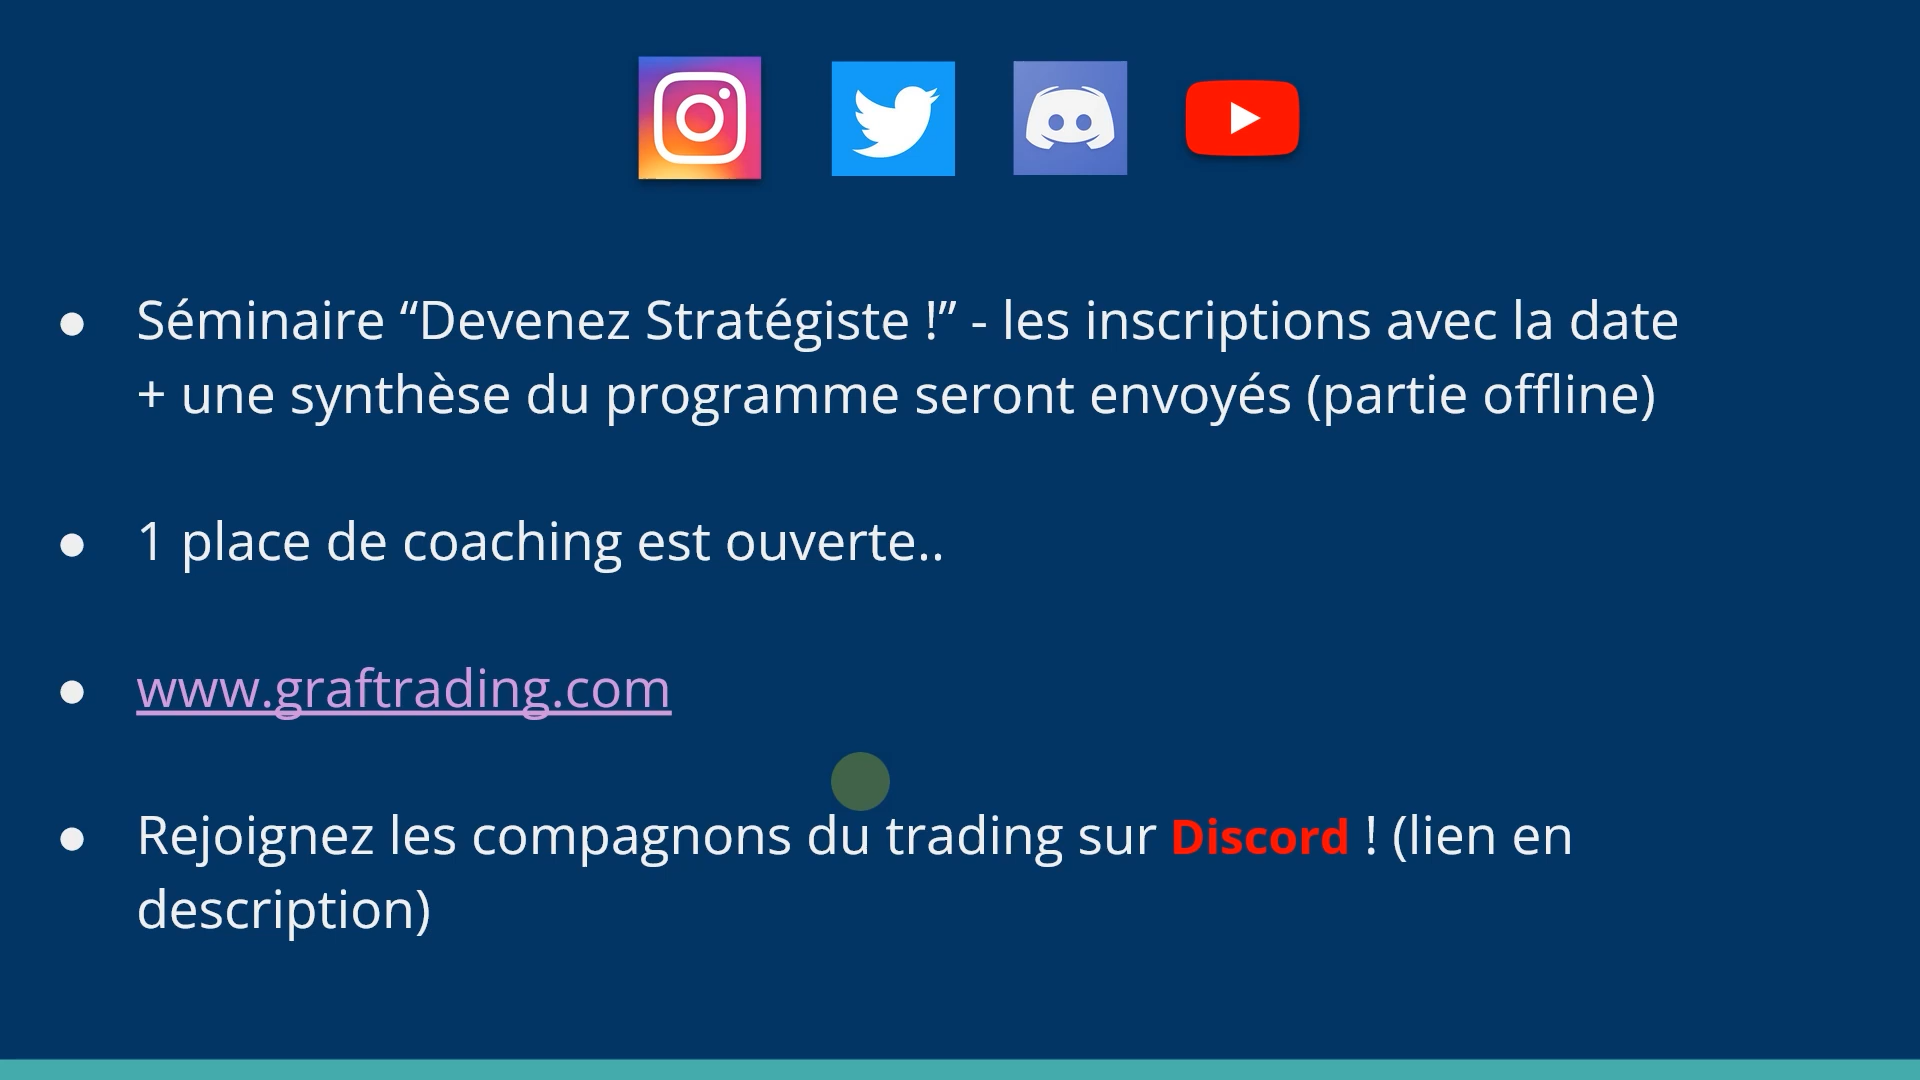 ● Séminaire “Devenez Stratégiste !” - les inscriptions avec la date
+ une synthèse du programme seront envoyés (partie offline)
● 1 place de coaching est ouverte..
● www.graftrading.com
● Rejoignez les compagnons du trading sur Discord ! (lien en
description)